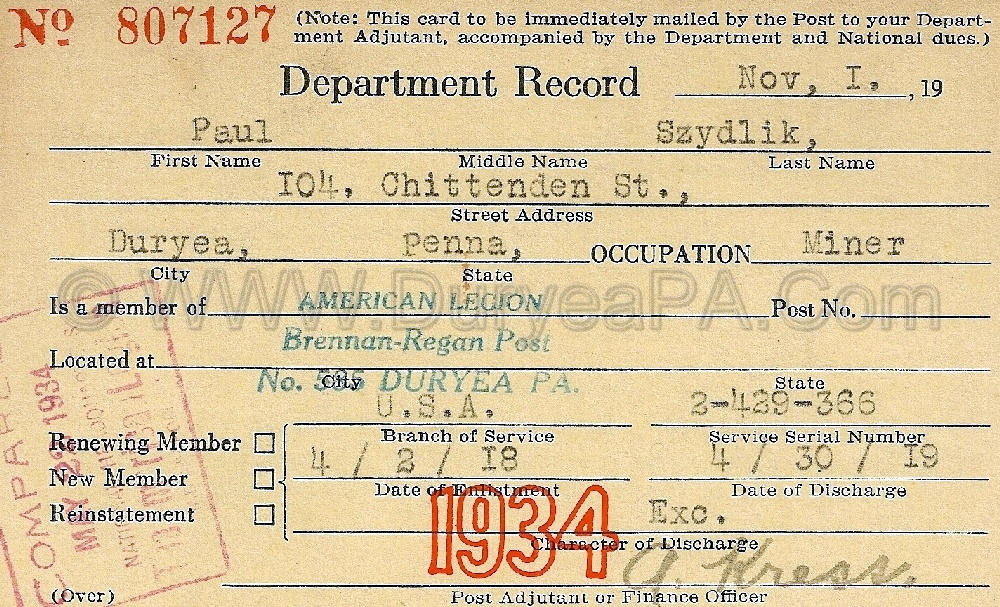 No 807127
(Note: This card to be immediately mailed by the Post to your Depart-
ment Adjutant, accompanied by the Department and National dues.)
Department Record Nov, I. , 19
Paul Szydlik,
First Name Middle Name Last Name
I04, Chittenden St.,
Street Address
Duryea, Penna, OCCUPATION Miner
City State
© WWW.DuryeaPA.Com
Is a member of AMERICAN LEGION Post No.
Brennan-Regan Post
Located at
No. 585 DURYEA PA.
City State
U.S.A. 2-429-366
Branch of Service Service Serial Number
Renewing Member
4 / 2 / I8 4 / 30 / I9
New Member
Date of Enlistment Date of Discharge
Reinstatement
Exc.
1934
Character of Discharge
G. Kress.
(Over) Post Adjutant or Finance Officer
COMPARED
1934